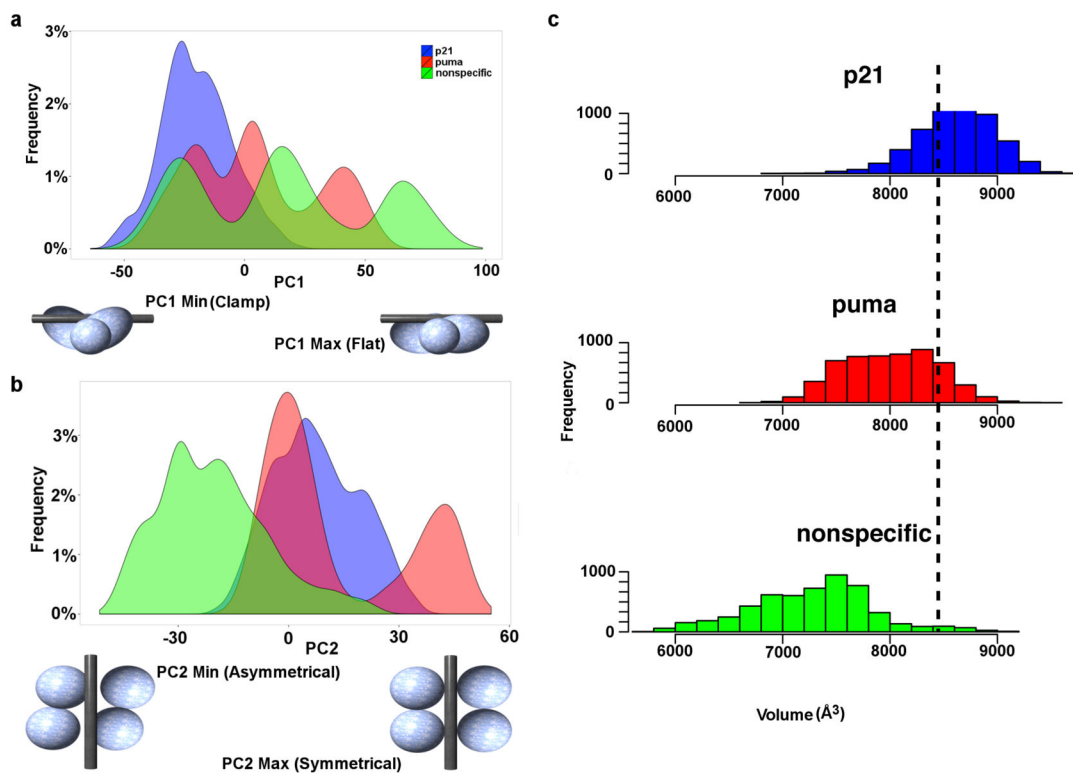 a
3%
2%
1%
0%
Frequency
p21
puma
nonspecific
-50
0
50
100
PC1
PC1 Min (Clamp)
PC1 Max (Flat)
b
3%
2%
1%
0%
Frequency
-30
0
30
60
PC2
PC2 Min (Asymmetrical)
PC2 Max (Symmetrical)
c
p21
1000
0
6000
7000
8000
9000
puma
1000
0
6000
7000
8000
9000
Frequency
nonspecific
1000
0
6000
7000
8000
9000
Volume (Å³)